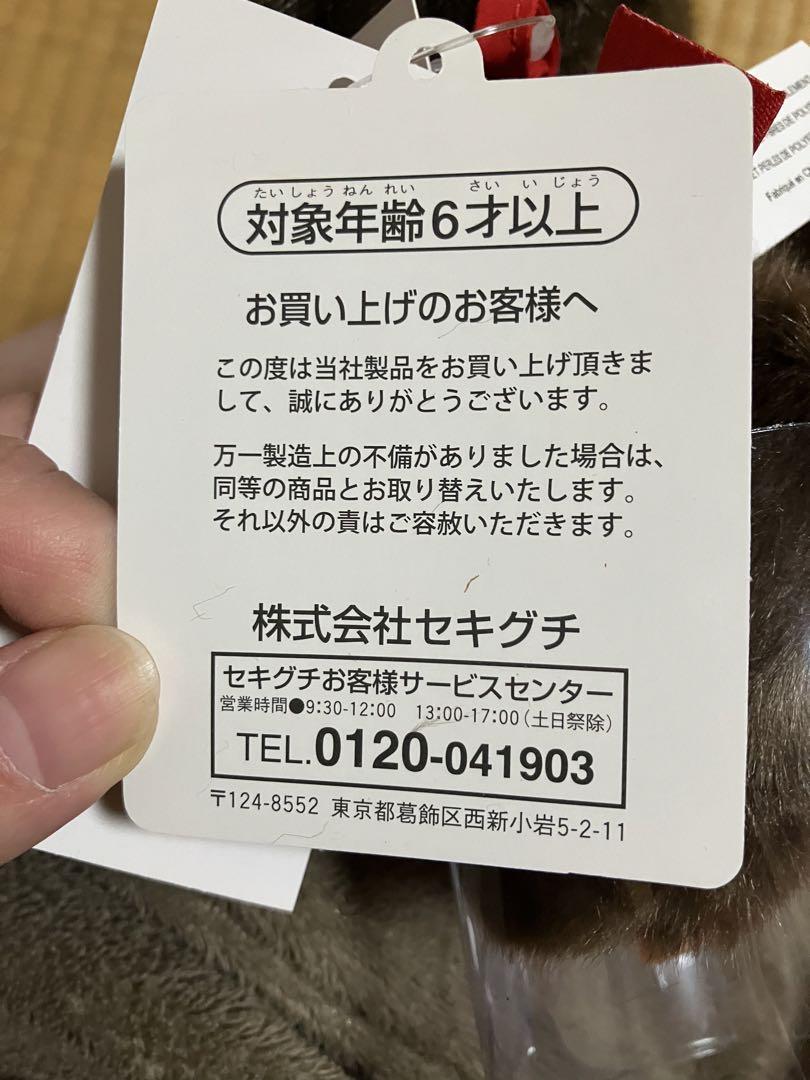 たいしょうねんれい さいいじょう
対象年齢6才以上
お買い上げのお客様へ
この度は当社製品をお買い上げ頂きま
して、誠にありがとうございます。
万一製造上の不備がありました場合は、
同等の商品とお取り替えいたします。
それ以外の責はご容赦いただきます。
株式会社セキグチ
セキグチお客様サービスセンター
営業時間●9:30-12:00 13:00-17:00(土日祭除)
TEL.0120-041903
〒124-8552 東京都葛飾区西新小岩5-2-11